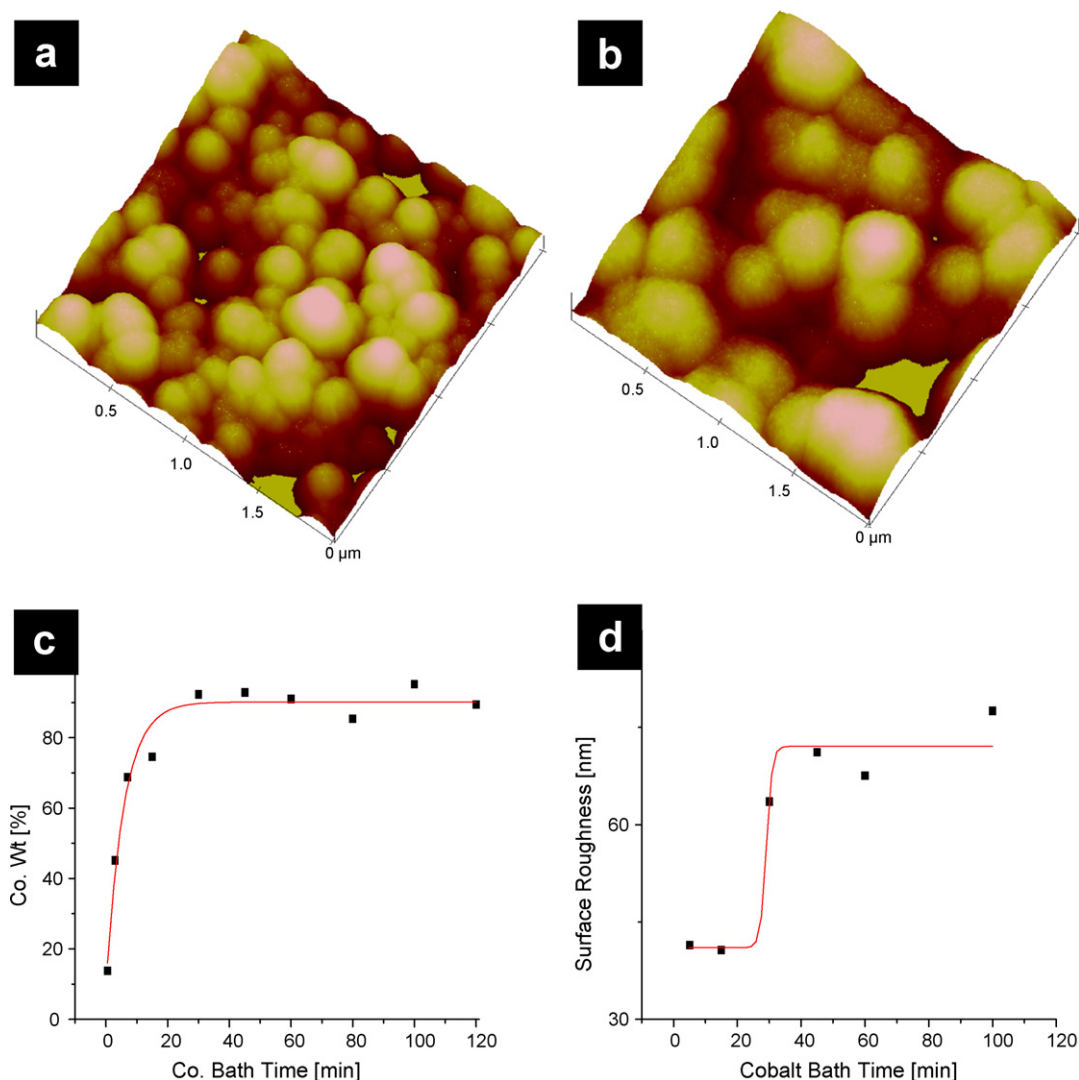 a
b
0.5
1.0
1.5
0 µm
0.5
1.0
1.5
0 µm
c
Co. Wt [%]
80
60
40
20
0
0 20 40 60 80 100 120
Co. Bath Time [min]
d
Surface Roughness [nm]
60
30
0 20 40 60 80 100 120
Cobalt Bath Time [min]